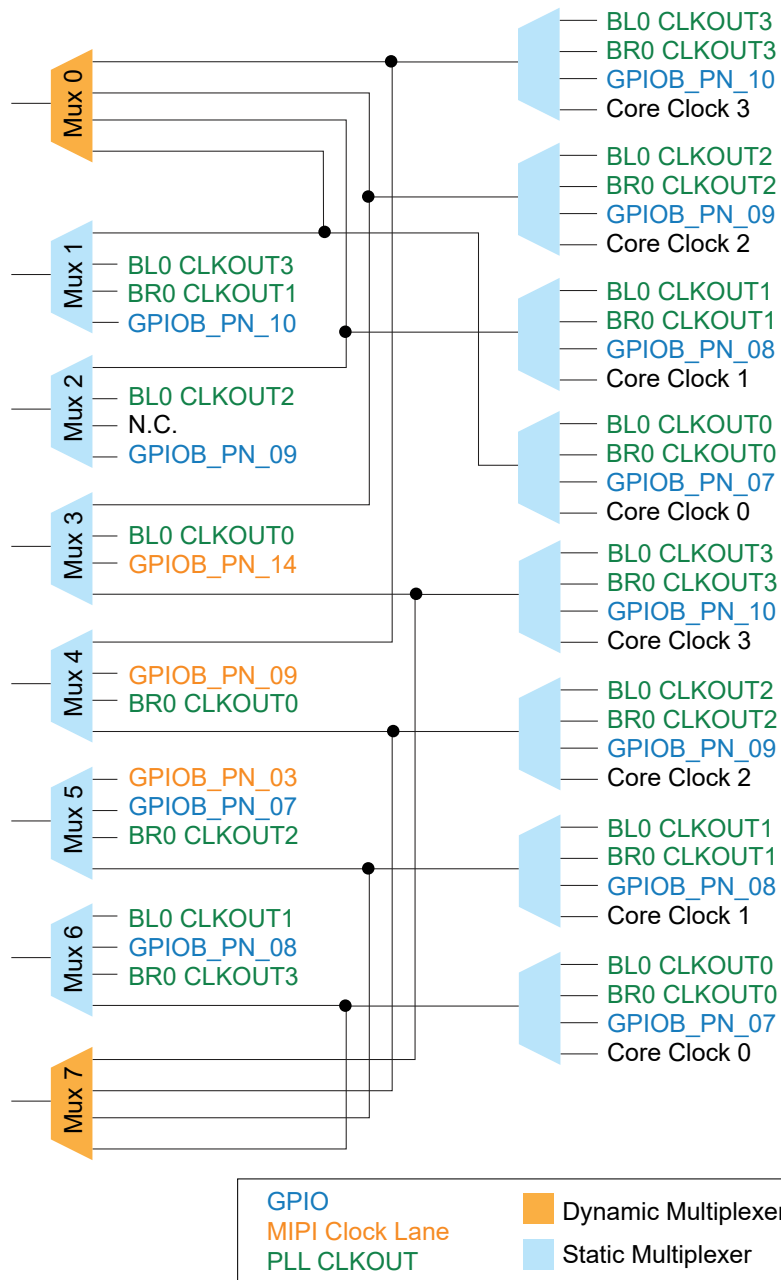 Mux 0
Mux 1
BL0 CLKOUT3
BR0 CLKOUT1
GPIOB_PN_10
Mux 2
BL0 CLKOUT2
N.C.
GPIOB_PN_09
Mux 3
BL0 CLKOUT0
GPIOB_PN_14
Mux 4
GPIOB_PN_09
BR0 CLKOUT0
Mux 5
GPIOB_PN_03
GPIOB_PN_07
BR0 CLKOUT2
Mux 6
BL0 CLKOUT1
GPIOB_PN_08
BR0 CLKOUT3
Mux 7
BL0 CLKOUT3
BR0 CLKOUT3
GPIOB_PN_10
Core Clock 3
BL0 CLKOUT2
BR0 CLKOUT2
GPIOB_PN_09
Core Clock 2
BL0 CLKOUT1
BR0 CLKOUT1
GPIOB_PN_08
Core Clock 1
BL0 CLKOUT0
BR0 CLKOUT0
GPIOB_PN_07
Core Clock 0
BL0 CLKOUT3
BR0 CLKOUT3
GPIOB_PN_10
Core Clock 3
BL0 CLKOUT2
BR0 CLKOUT2
GPIOB_PN_09
Core Clock 2
BL0 CLKOUT1
BR0 CLKOUT1
GPIOB_PN_08
Core Clock 1
BL0 CLKOUT0
BR0 CLKOUT0
GPIOB_PN_07
Core Clock 0
GPIO
MIPI Clock Lane
PLL CLKOUT
Dynamic Multiplexer
Static Multiplexer